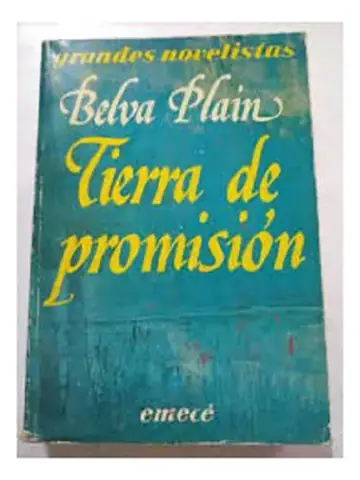 grandes novelistas
Belva Plain
Tierra de
promisión
emecé